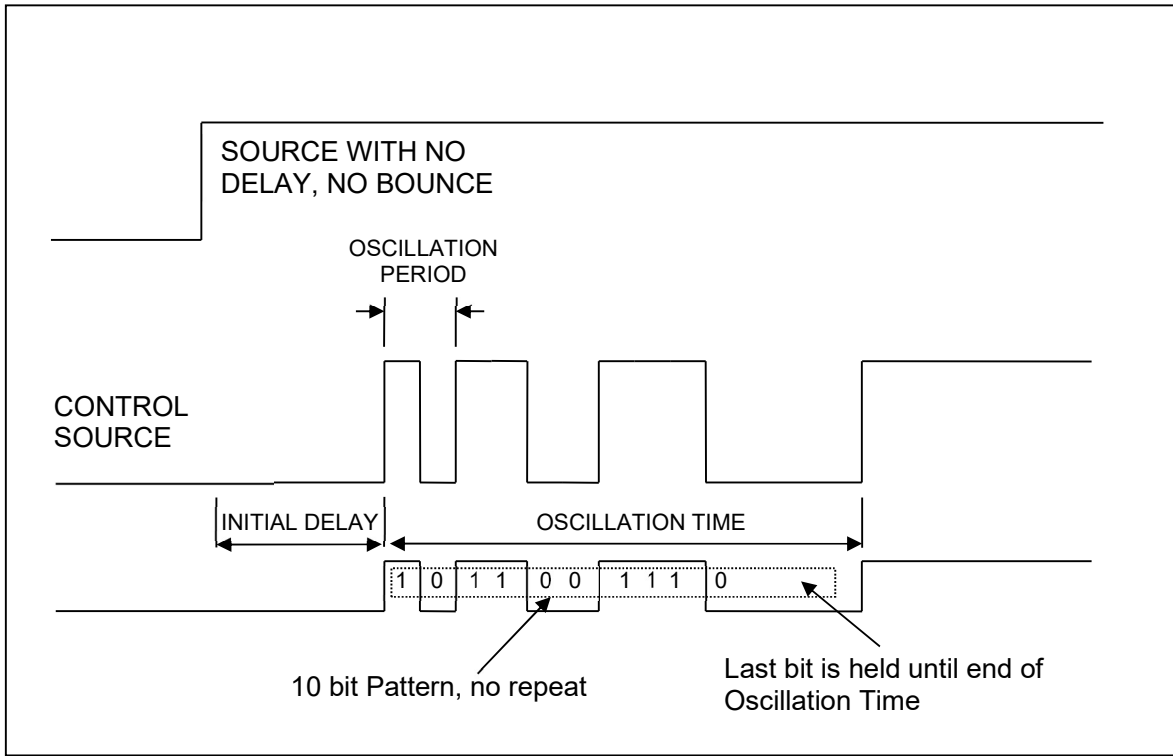 SOURCE WITH NO
DELAY, NO BOUNCE
OSCILLATION
PERIOD
CONTROL
SOURCE
INITIAL DELAY
OSCILLATION TIME
1 0 1 1 0 0 1 1 1 0
10 bit Pattern, no repeat
Last bit is held until end of
Oscillation Time